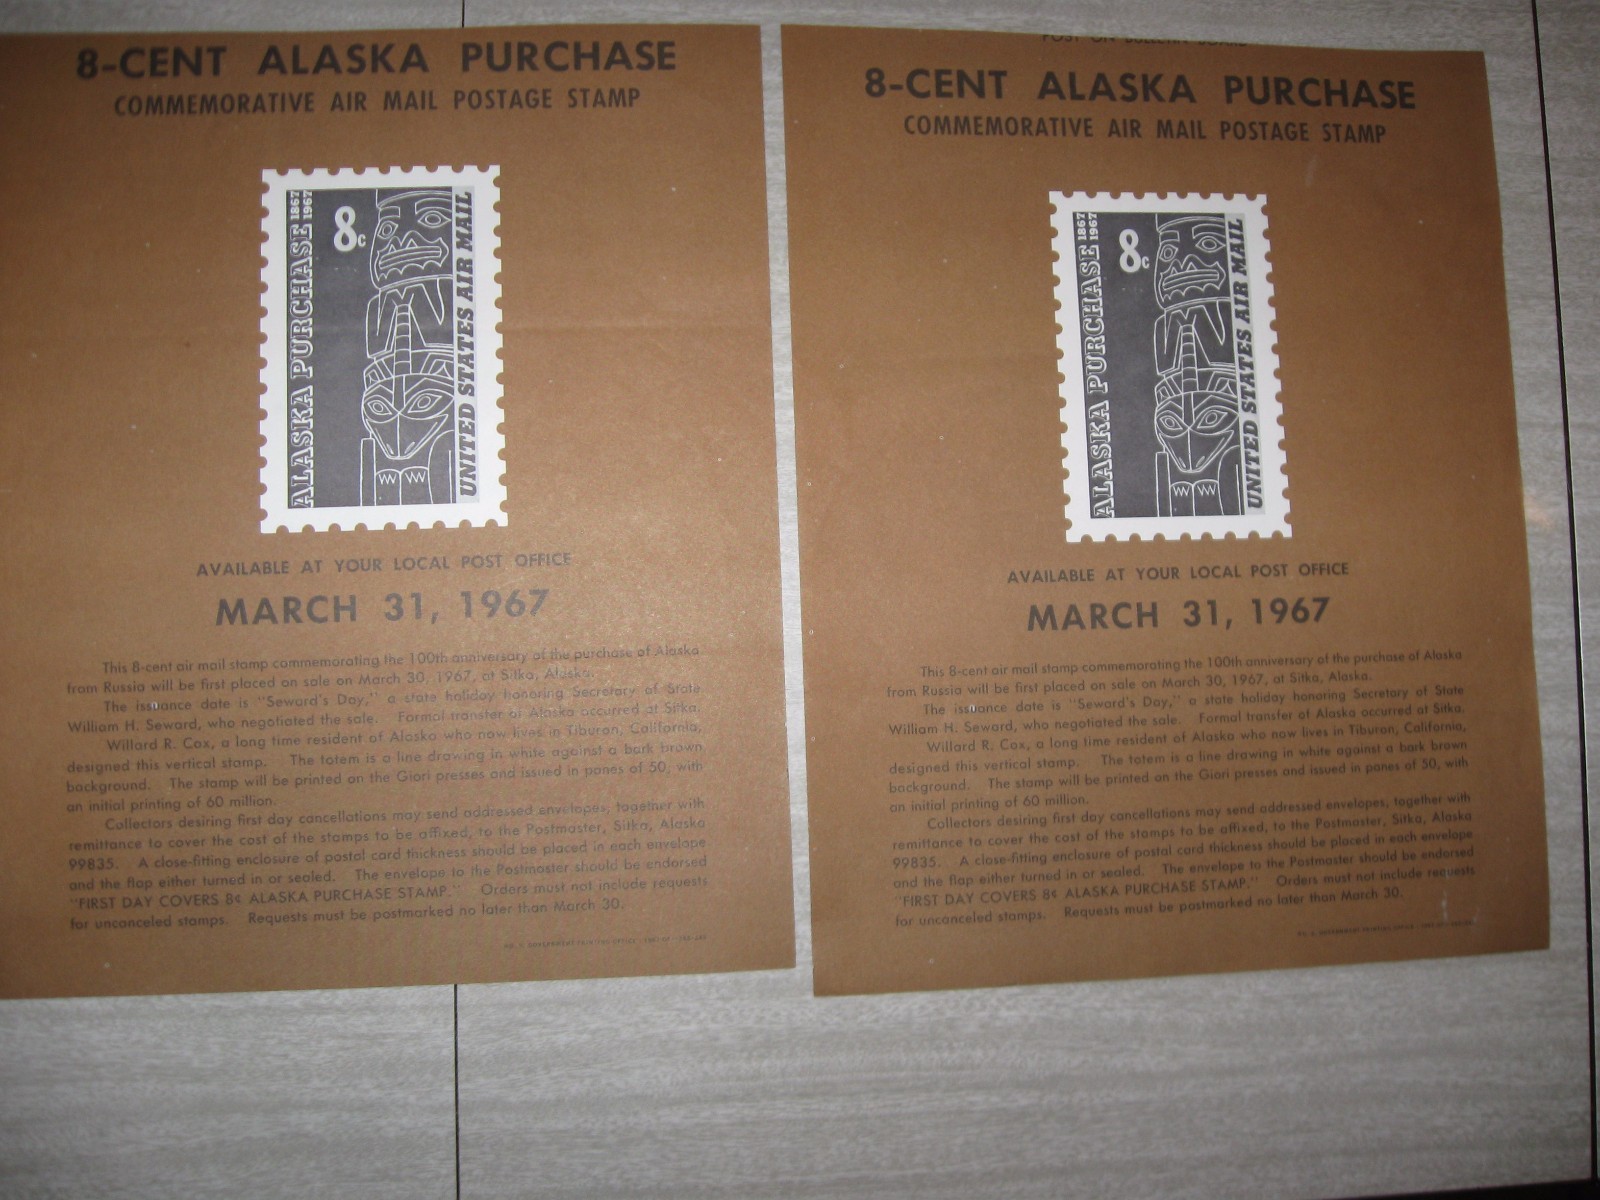 8-CENT ALASKA PURCHASE
COMMEMORATIVE AIR MAIL POSTAGE STAMP
ALASKA PURCHASE 1867
1967
8c
UNITED STATES AIR MAIL
AVAILABLE AT YOUR LOCAL POST OFFICE
MARCH 31, 1967
This 8-cent air mail stamp commemorating the 100th anniversary of the purchase of Alaska
from Russia will be first placed on sale on March 30, 1967, at Sitka, Alaska.
The issuance date is "Seward's Day," a state holiday honoring Secretary of State
William H. Seward, who negotiated the sale. Formal transfer of Alaska occurred at Sitka.
Willard R. Cox, a long time resident of Alaska who now lives in Tiburon, California,
designed this vertical stamp. The totem is a line drawing in white against a bark brown
background. The stamp will be printed on the Giori presses and issued in panes of 50, with
an initial printing of 60 million.
Collectors desiring first day cancellations may send addressed envelopes, together with
remittance to cover the cost of the stamps to be affixed, to the Postmaster, Sitka, Alaska
99835. A close-fitting enclosure of postal card thickness should be placed in each envelope
and the flap either turned in or sealed. The envelope to the Postmaster should be endorsed
"FIRST DAY COVERS 8¢ ALASKA PURCHASE STAMP." Orders must not include requests
for uncanceled stamps. Requests must be postmarked no later than March 30.
GOVERNMENT PRINTING OFFICE
POST ON BULLETIN BOARD
8-CENT ALASKA PURCHASE
COMMEMORATIVE AIR MAIL POSTAGE STAMP
ALASKA PURCHASE 1867
1967
8c
UNITED STATES AIR MAIL
AVAILABLE AT YOUR LOCAL POST OFFICE
MARCH 31, 1967
This 8-cent air mail stamp commemorating the 100th anniversary of the purchase of Alaska
from Russia will be first placed on sale on March 30, 1967, at Sitka, Alaska.
The issuance date is "Seward's Day," a state holiday honoring Secretary of State
William H. Seward, who negotiated the sale. Formal transfer of Alaska occurred at Sitka.
Willard R. Cox, a long time resident of Alaska who now lives in Tiburon, California,
designed this vertical stamp. The totem is a line drawing in white against a bark brown
background. The stamp will be printed on the Giori presses and issued in panes of 50, with
an initial printing of 60 million.
Collectors desiring first day cancellations may send addressed envelopes, together with
remittance to cover the cost of the stamps to be affixed, to the Postmaster, Sitka, Alaska
99835. A close-fitting enclosure of postal card thickness should be placed in each envelope
and the flap either turned in or sealed. The envelope to the Postmaster should be endorsed
"FIRST DAY COVERS 8¢ ALASKA PURCHASE STAMP." Orders must not include requests
for uncanceled stamps. Requests must be postmarked no later than March 30.
GOVERNMENT PRINTING OFFICE